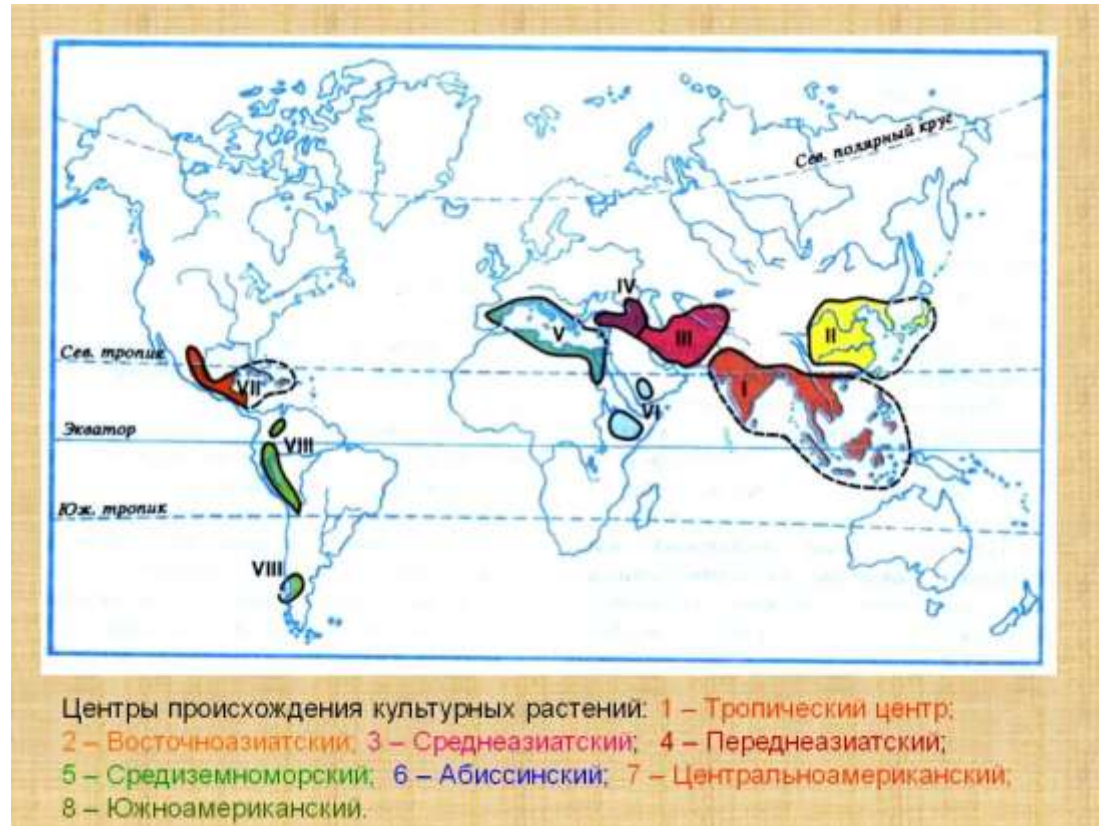 Сев. полярный крус
IV
V
III
II
Сев. тропик
VII
I
VI
Экватор
VIII
Юж. тропик
VIII
Центры происхождения культурных растений: 1 – Тропический центр;
2 – Восточноазиатский; 3 – Среднеазиатский; 4 – Переднеазиатский;
5 – Средиземноморский; 6 – Абиссинский; 7 – Центральноамериканский;
8 – Южноамериканский.